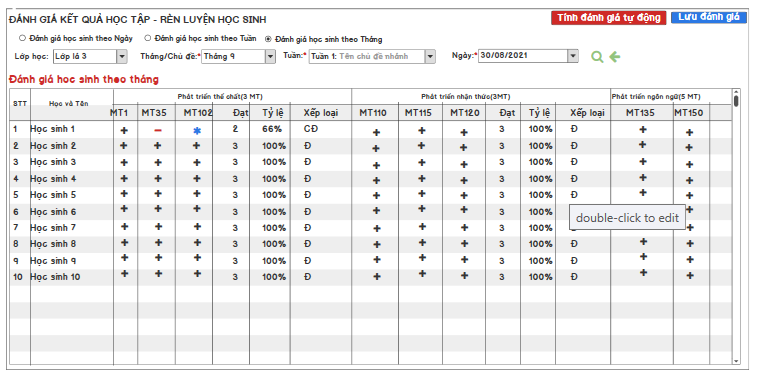 ĐÁNH GIÁ KẾT QUẢ HỌC TẬP - RÈN LUYỆN HỌC SINH Tính đánh giá tự động Lưu đánh giá
Đánh giá học sinh theo Ngày Đánh giá học sinh theo Tuần Đánh giá học sinh theo Tháng
Lớp học: Lớp lá 3 Tháng/Chủ đề:* Tháng 9 Tuần:* Tuần 1: Tên chủ đề nhánh Ngày:* 30/08/2021
Đánh giá học sinh theo tháng
STT Học và Tên Phát triển thể chất(3 MT) Phát triển nhận thức(3MT) Phát triển ngôn ngữ(5 MT)
MT1 MT35 MT102 Đạt Tỷ lệ Xếp loại MT110 MT115 MT120 Đạt Tỷ lệ Xếp loại MT135 MT150
1 Học sinh 1 + - * 2 66% CĐ + + + 3 100% Đ + +
2 Học sinh 2 + + + 3 100% Đ + + + 3 100% Đ + +
3 Học sinh 3 + + + 3 100% Đ + + + 3 100% Đ + +
4 Học sinh 4 + + + 3 100% Đ + + + 3 100% Đ + +
5 Học sinh 5 + + + 3 100% Đ + + + 3 100% Đ + +
6 Học sinh 6 + + + 3 100% Đ + + + 3 100% +
double-click to edit
7 Học sinh 7 + + + 3 100% Đ + + + 3 100% +
8 Học sinh 8 + + + 3 100% Đ + + + 3 100% Đ + +
9 Học sinh 9 + + + 3 100% Đ + + + 3 100% Đ + +
10 Học sinh 10 + + + 3 100% Đ + + + 3 100% Đ + +